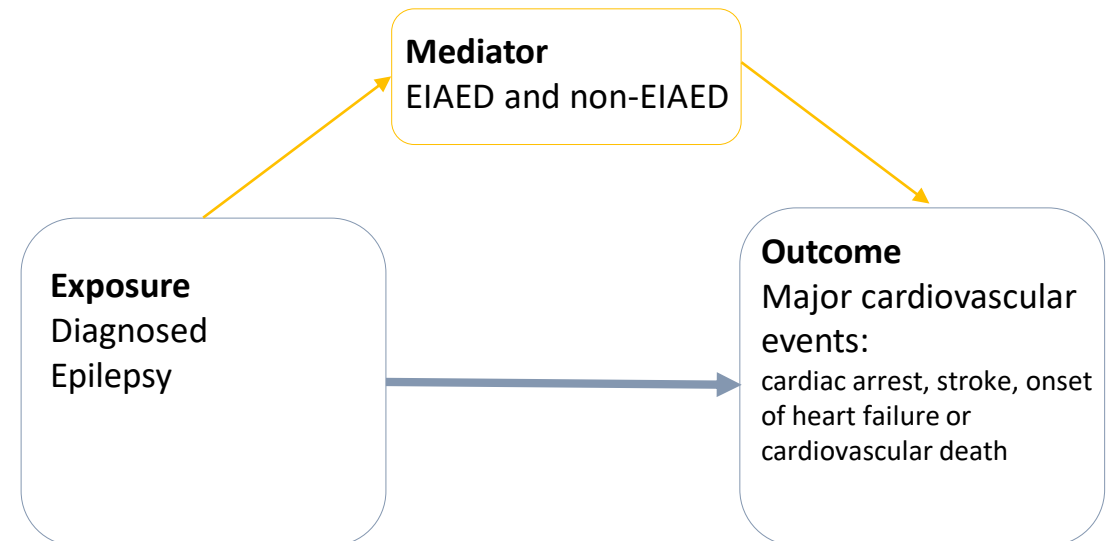 Mediator
EIAED and non-EIAED
Exposure
Diagnosed
Epilepsy
Outcome
Major cardiovascular
events:
cardiac arrest, stroke, onset
of heart failure or
cardiovascular death